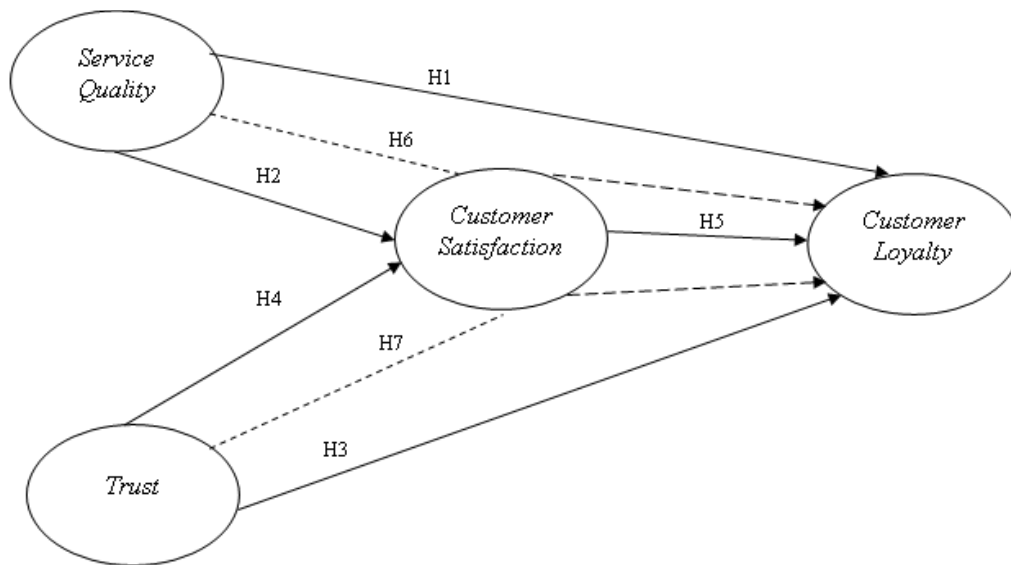 Service
Quality
H1
H6
H2
Customer
Satisfaction
H5
Customer
Loyalty
H4
H7
H3
Trust